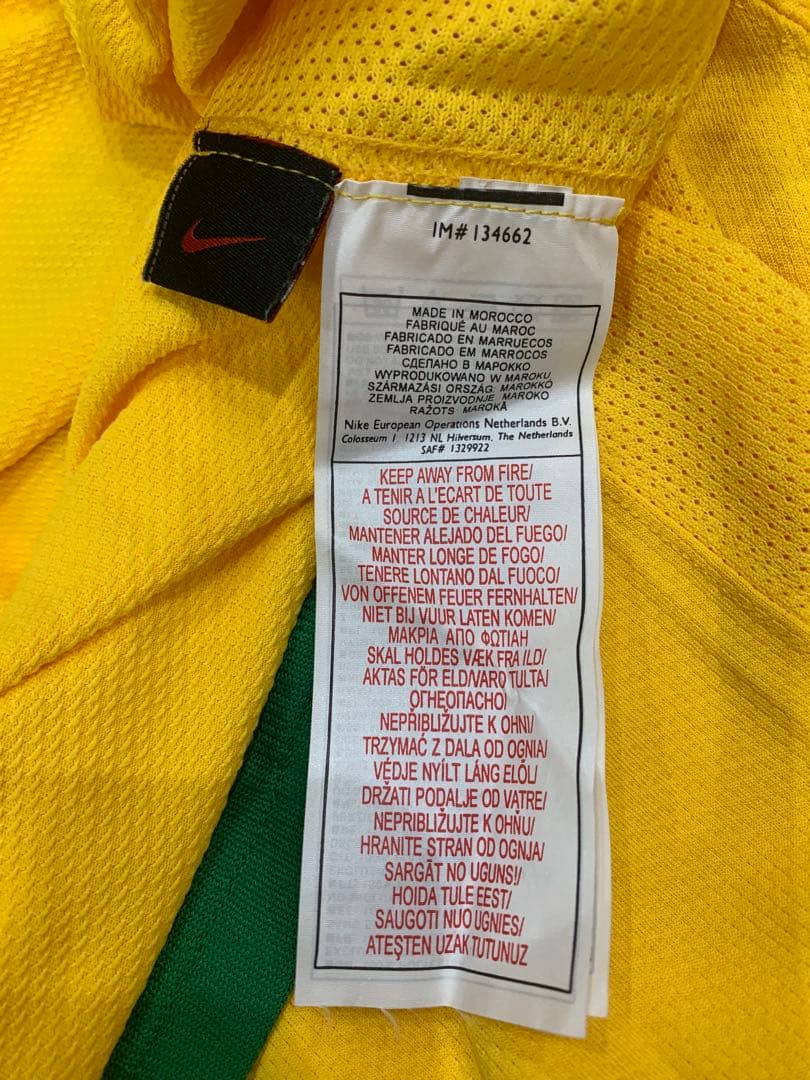 IM# 134662
MADE IN MOROCCO
FABRIQUÉ AU MAROC
FABRICADO EN MARRUECOS
FABRICADO EM MARROCOS
СДЕЛАНО В МАРОККО
WYPRODUKOWANO W MAROKU
SZÁRMAZÁSI ORSZÁG: MAROKKÓ
ZEMLJA PROIZVODNJE MAROKO
RAŽOTS MAROKĀ
Nike European Operations Netherlands B.V.
Colosseum 1 1213 NL Hilversum, The Netherlands
SAF# 1329922
KEEP AWAY FROM FIRE/
A TENIR A L'ECART DE TOUTE
SOURCE DE CHALEUR/
MANTENER ALEJADO DEL FUEGO/
MANTER LONGE DE FOGO/
TENERE LONTANO DAL FUOCO/
VON OFFENEM FEUER FERNHALTEN/
NIET BIJ VUUR LATEN KOMEN/
ΜΑΚΡΙΑ ΑΠΟ ΦΩΤΙΑΗ
SKAL HOLDES VÆK FRA ILD/
AKTAS FÖR ELD/VARO TULTA/
ОГНЕОПАСНО/
NEPŘIBLIŽUJTE K OHNI/
TRZYMAĆ Z DALA OD OGNIA/
VÉDJE NYÍLT LÁNG ELŐL/
DRŽATI PODALJE OD VATRE/
NEPRIBLIŽUJTE K OHŇU/
HRANITE STRAN OD OGNJA/
SARGĀT NO UGUNS!/
HOIDA TULE EEST/
SAUGOTI NUO UGNIES/
ATEŞTEN UZAK TUTUNUZ